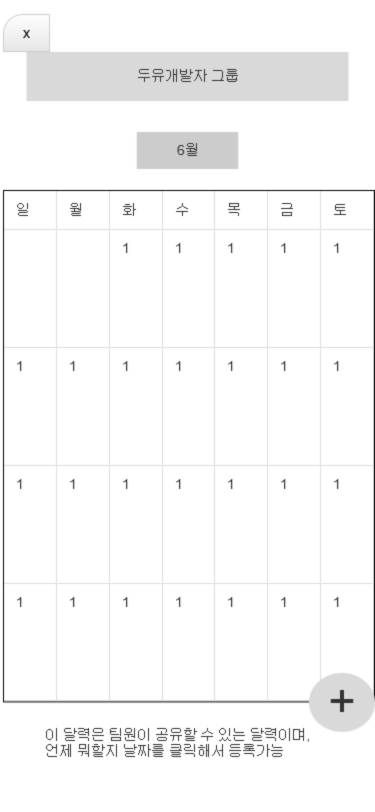 x
두유개발자 그룹
6월
일 월 화 수 목 금 토
1 1 1 1 1
1 1 1 1 1 1 1
1 1 1 1 1 1 1
1 1 1 1 1 1 1
+
이 달력은 팀원이 공유할 수 있는 달력이며,
언제 뭐할지 날짜를 클릭해서 등록가능